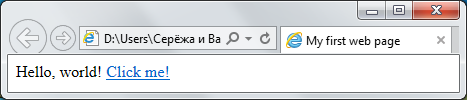 D:\Users\Серёжа и Ва
My first web page
Hello, world! Click me!